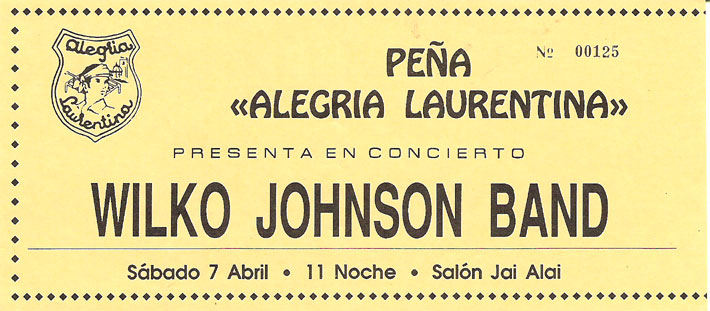 Alegria
Laurentina
PEÑA
Nº 00125
«ALEGRIA LAURENTINA»
PRESENTA EN CONCIERTO
WILKO JOHNSON BAND
Sábado 7 Abril • 11 Noche • Salón Jai Alai